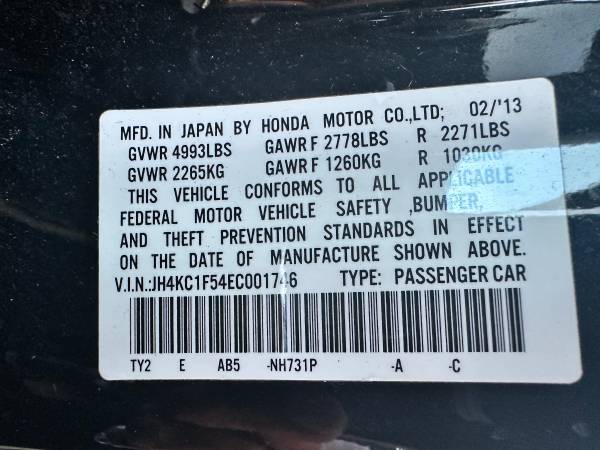 MFD. IN JAPAN BY HONDA MOTOR CO.,LTD; 02/'13
GVWR 4993LBS GAWR F 2778LBS R 2271LBS
GVWR 2265KG GAWR F 1260KG R 1030KG
THIS VEHICLE CONFORMS TO ALL APPLICABLE
FEDERAL MOTOR VEHICLE SAFETY ,BUMPER,
AND THEFT PREVENTION STANDARDS IN EFFECT
ON THE DATE OF MANUFACTURE SHOWN ABOVE.
V.I.N.:JH4KC1F54EC001746 TYPE: PASSENGER CAR
TY2 E AB5 -NH731P -A -C